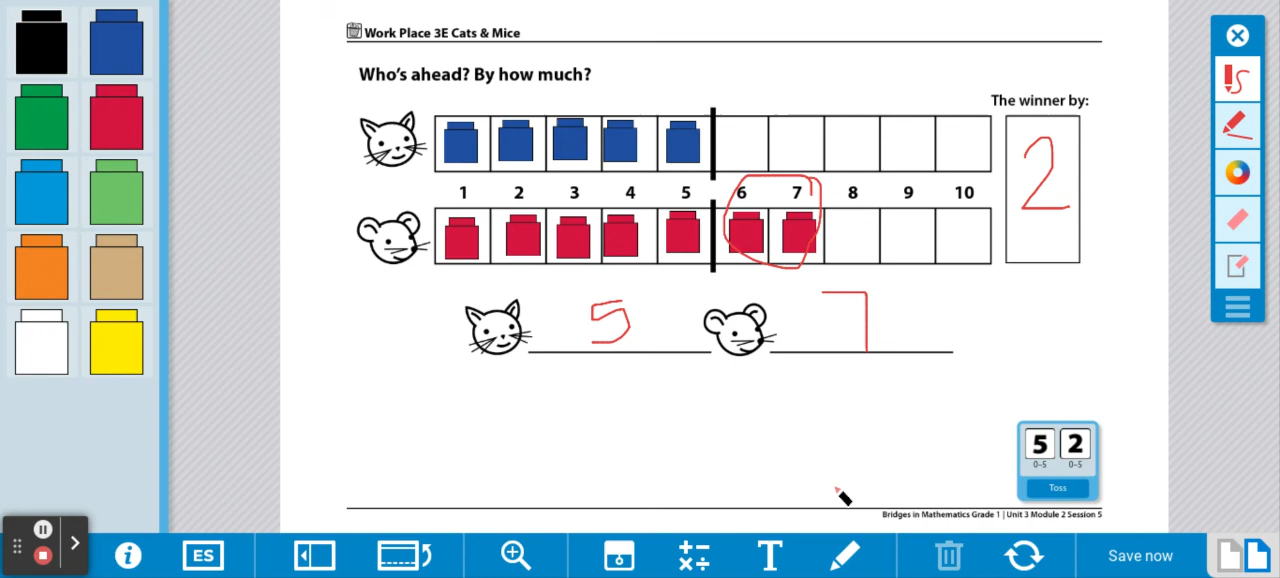 Work Place 3E Cats & Mice
Who's ahead? By how much?
The winner by:
2
1 2 3 4 5 6 7 8 9 10
5 7
5 2
0–5 0–5
Toss
Bridges in Mathematics Grade 1 | Unit 3 Module 2 Session 5
ES
Save now